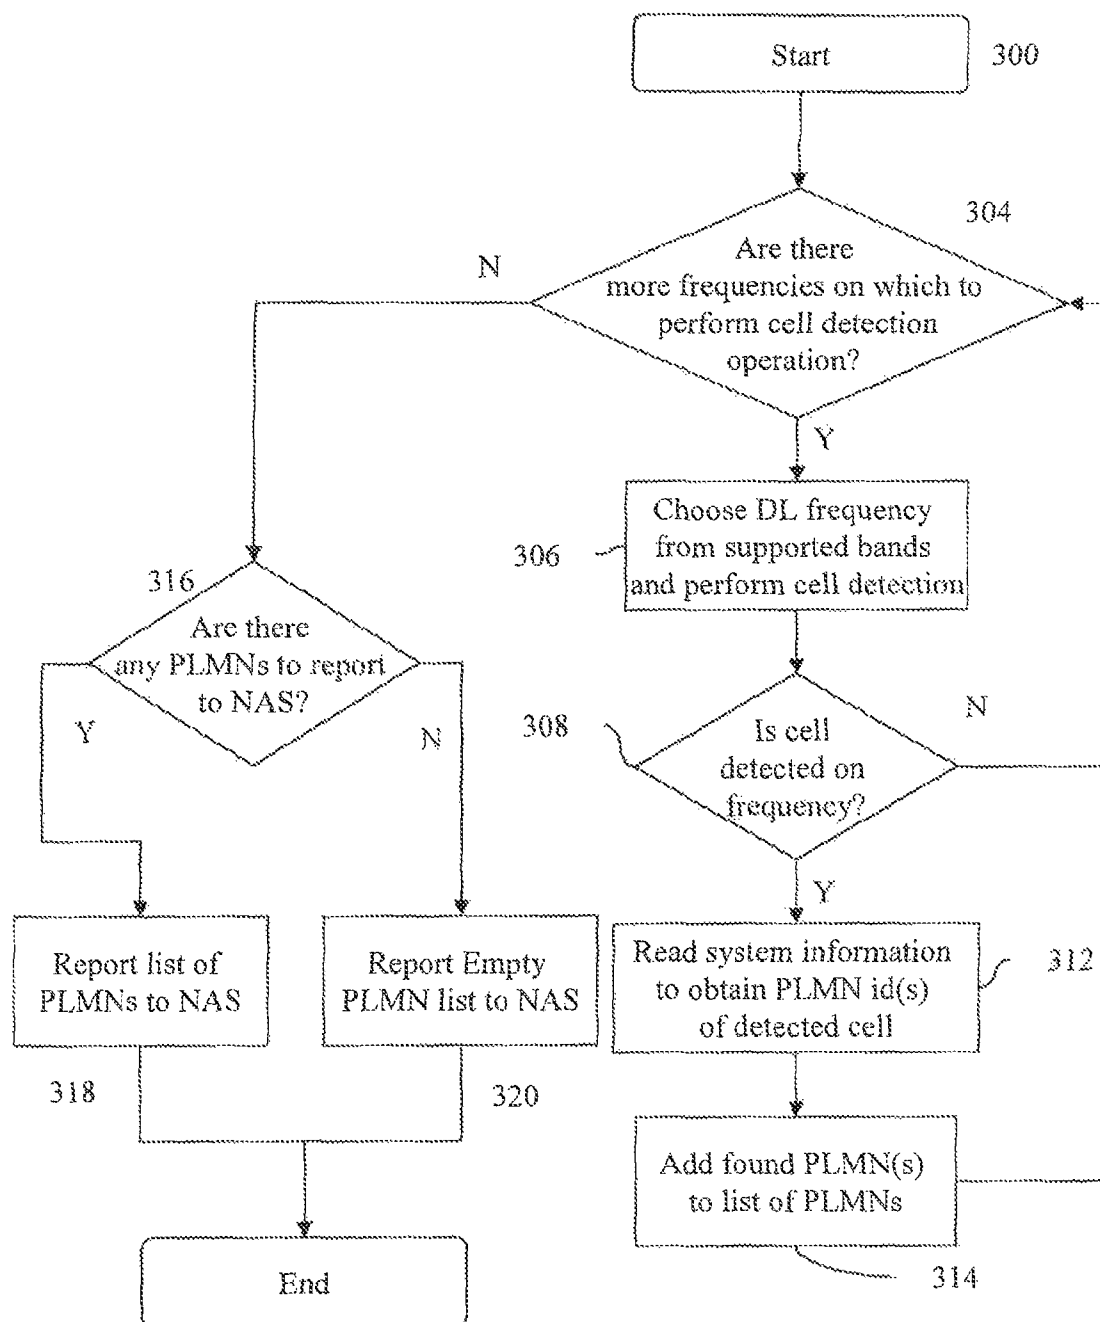 Start
300
304
Are there
more frequencies on which to
perform cell detection
operation?
N
Y
Choose DL frequency
from supported bands
and perform cell detection
306
316
Are there
any PLMNs to report
to NAS?
Y
N
308
Is cell
detected on
frequency?
N
Y
Report list of
PLMNs to NAS
318
Report Empty
PLMN list to NAS
320
Read system information
to obtain PLMN id(s)
of detected cell
312
Add found PLMN(s)
to list of PLMNs
314
End